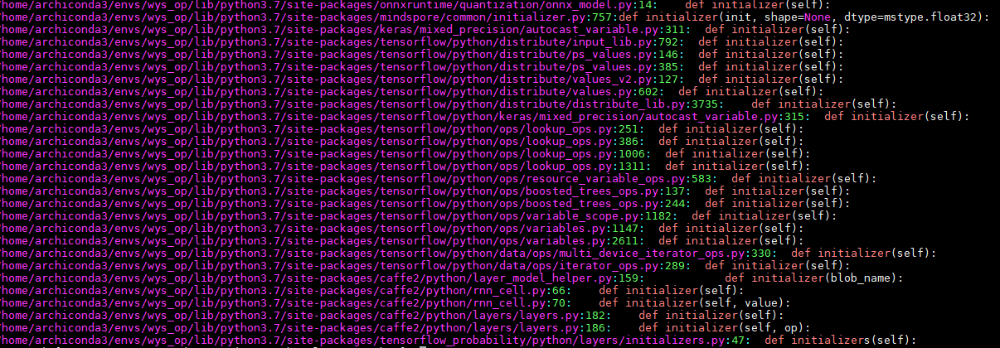 /home/archiconda3/envs/wys_op/lib/python3.7/site-packages/onnxruntime/quantization/onnx_model.py:14:    def initializer(self):
/home/archiconda3/envs/wys_op/lib/python3.7/site-packages/mindspore/common/initializer.py:757:def initializer(init, shape=None, dtype=mstype.float32):
/home/archiconda3/envs/wys_op/lib/python3.7/site-packages/keras/mixed_precision/autocast_variable.py:311:  def initializer(self):
/home/archiconda3/envs/wys_op/lib/python3.7/site-packages/tensorflow/python/distribute/input_lib.py:792:  def initializer(self):
/home/archiconda3/envs/wys_op/lib/python3.7/site-packages/tensorflow/python/distribute/ps_values.py:146:  def initializer(self):
/home/archiconda3/envs/wys_op/lib/python3.7/site-packages/tensorflow/python/distribute/ps_values.py:385:  def initializer(self):
/home/archiconda3/envs/wys_op/lib/python3.7/site-packages/tensorflow/python/distribute/values_v2.py:127:  def initializer(self):
/home/archiconda3/envs/wys_op/lib/python3.7/site-packages/tensorflow/python/distribute/values.py:602:  def initializer(self):
/home/archiconda3/envs/wys_op/lib/python3.7/site-packages/tensorflow/python/distribute/distribute_lib.py:3735:    def initializer(self):
/home/archiconda3/envs/wys_op/lib/python3.7/site-packages/tensorflow/python/keras/mixed_precision/autocast_variable.py:315:  def initializer(self):
/home/archiconda3/envs/wys_op/lib/python3.7/site-packages/tensorflow/python/ops/lookup_ops.py:251:  def initializer(self):
/home/archiconda3/envs/wys_op/lib/python3.7/site-packages/tensorflow/python/ops/lookup_ops.py:386:  def initializer(self):
/home/archiconda3/envs/wys_op/lib/python3.7/site-packages/tensorflow/python/ops/lookup_ops.py:1006:  def initializer(self):
/home/archiconda3/envs/wys_op/lib/python3.7/site-packages/tensorflow/python/ops/lookup_ops.py:1311:  def initializer(self):
/home/archiconda3/envs/wys_op/lib/python3.7/site-packages/tensorflow/python/ops/resource_variable_ops.py:583:  def initializer(self):
/home/archiconda3/envs/wys_op/lib/python3.7/site-packages/tensorflow/python/ops/boosted_trees_ops.py:137:  def initializer(self):
/home/archiconda3/envs/wys_op/lib/python3.7/site-packages/tensorflow/python/ops/boosted_trees_ops.py:244:  def initializer(self):
/home/archiconda3/envs/wys_op/lib/python3.7/site-packages/tensorflow/python/ops/variable_scope.py:1182:  def initializer(self):
/home/archiconda3/envs/wys_op/lib/python3.7/site-packages/tensorflow/python/ops/variables.py:1147:  def initializer(self):
/home/archiconda3/envs/wys_op/lib/python3.7/site-packages/tensorflow/python/ops/variables.py:2611:  def initializer(self):
/home/archiconda3/envs/wys_op/lib/python3.7/site-packages/tensorflow/python/data/ops/multi_device_iterator_ops.py:330:  def initializer(self):
/home/archiconda3/envs/wys_op/lib/python3.7/site-packages/tensorflow/python/data/ops/iterator_ops.py:289:  def initializer(self):
/home/archiconda3/envs/wys_op/lib/python3.7/site-packages/caffe2/python/layer_model_helper.py:159:                def initializer(blob_name):
/home/archiconda3/envs/wys_op/lib/python3.7/site-packages/caffe2/python/rnn_cell.py:66:    def initializer(self):
/home/archiconda3/envs/wys_op/lib/python3.7/site-packages/caffe2/python/rnn_cell.py:70:    def initializer(self, value):
/home/archiconda3/envs/wys_op/lib/python3.7/site-packages/caffe2/python/layers/layers.py:182:    def initializer(self):
/home/archiconda3/envs/wys_op/lib/python3.7/site-packages/caffe2/python/layers/layers.py:186:    def initializer(self, op):
/home/archiconda3/envs/wys_op/lib/python3.7/site-packages/tensorflow_probability/python/layers/initializers.py:47:  def initializers(self):